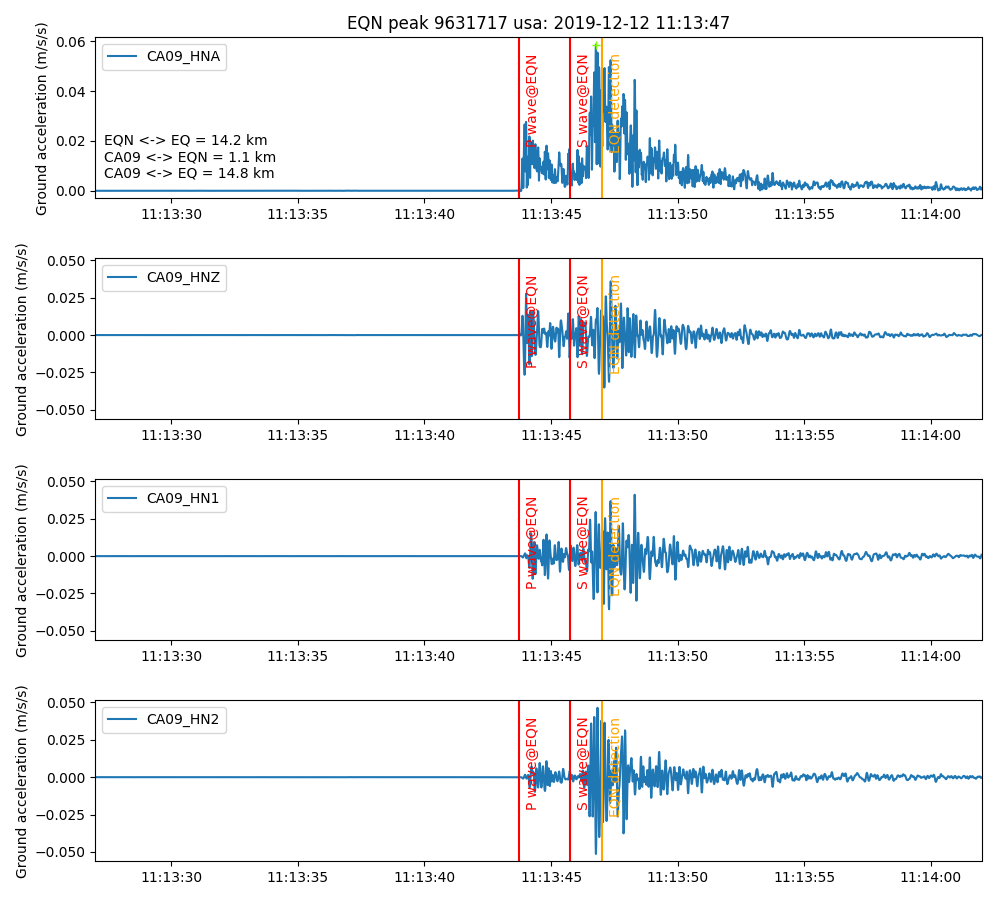 EQN peak 9631717 usa: 2019-12-12 11:13:47
Ground acceleration (m/s/s)
0.06
0.04
0.02
0.00
CA09_HNA
P wave@EQN
S wave@EQN
EQN detection
EQN <-> EQ = 14.2 km
CA09 <-> EQN = 1.1 km
CA09 <-> EQ = 14.8 km
11:13:30 11:13:35 11:13:40 11:13:45 11:13:50 11:13:55 11:14:00
Ground acceleration (m/s/s)
0.050
0.025
0.000
−0.025
−0.050
CA09_HNZ
P wave@EQN
S wave@EQN
EQN detection
11:13:30 11:13:35 11:13:40 11:13:45 11:13:50 11:13:55 11:14:00
Ground acceleration (m/s/s)
0.050
0.025
0.000
−0.025
−0.050
CA09_HN1
P wave@EQN
S wave@EQN
EQN detection
11:13:30 11:13:35 11:13:40 11:13:45 11:13:50 11:13:55 11:14:00
Ground acceleration (m/s/s)
0.050
0.025
0.000
−0.025
−0.050
CA09_HN2
P wave@EQN
S wave@EQN
EQN detection
11:13:30 11:13:35 11:13:40 11:13:45 11:13:50 11:13:55 11:14:00